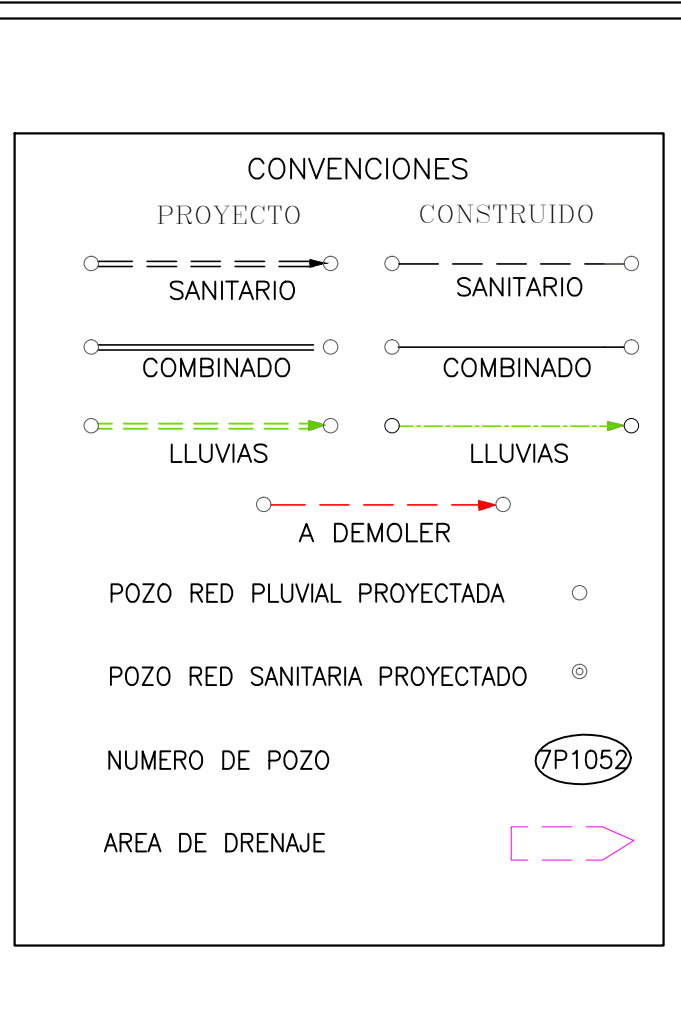 CONVENCIONES
PROYECTO CONSTRUIDO
SANITARIO SANITARIO
COMBINADO COMBINADO
LLUVIAS LLUVIAS
A DEMOLER
POZO RED PLUVIAL PROYECTADA
POZO RED SANITARIA PROYECTADO
NUMERO DE POZO 7P1052
AREA DE DRENAJE